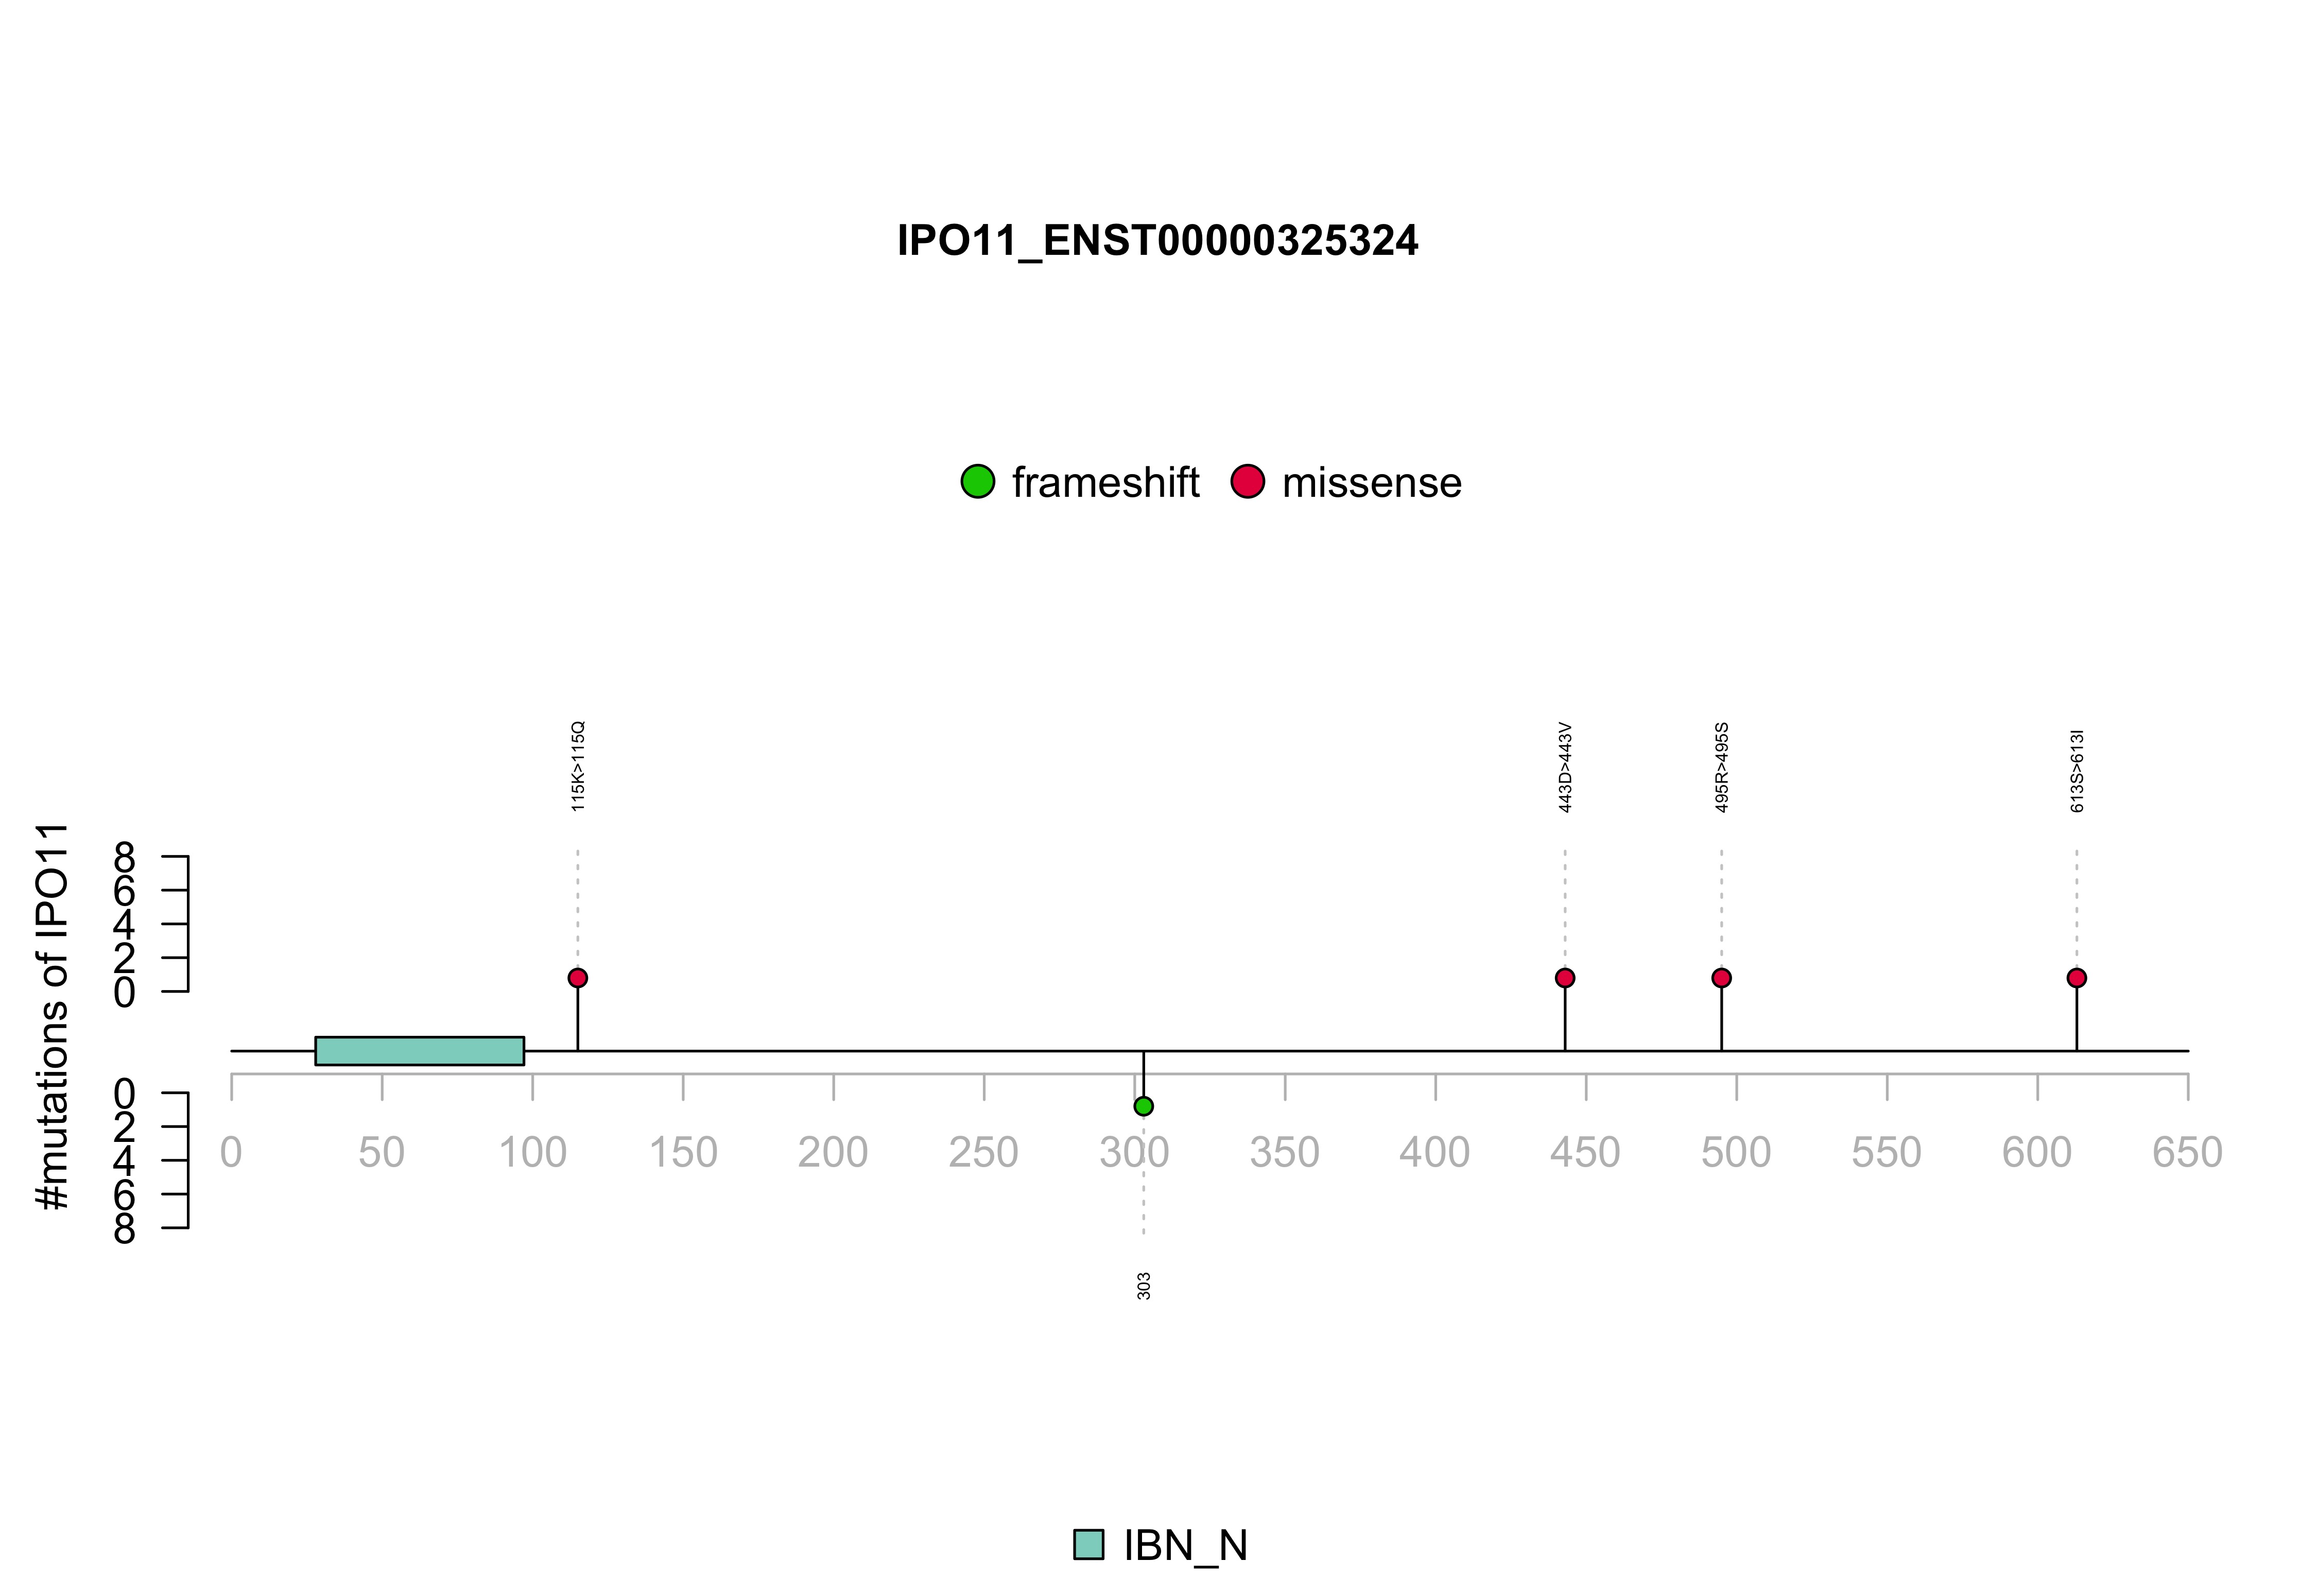 IPO11_ENST00000325324
frameshift missense
115K>115Q 443D>443V 495R>495S 613S>613I
#mutations of IPO11
8
6
4
2
0
0
2
4
6
8
0 50 100 150 200 250 300 350 400 450 500 550 600 650
303
IBN_N